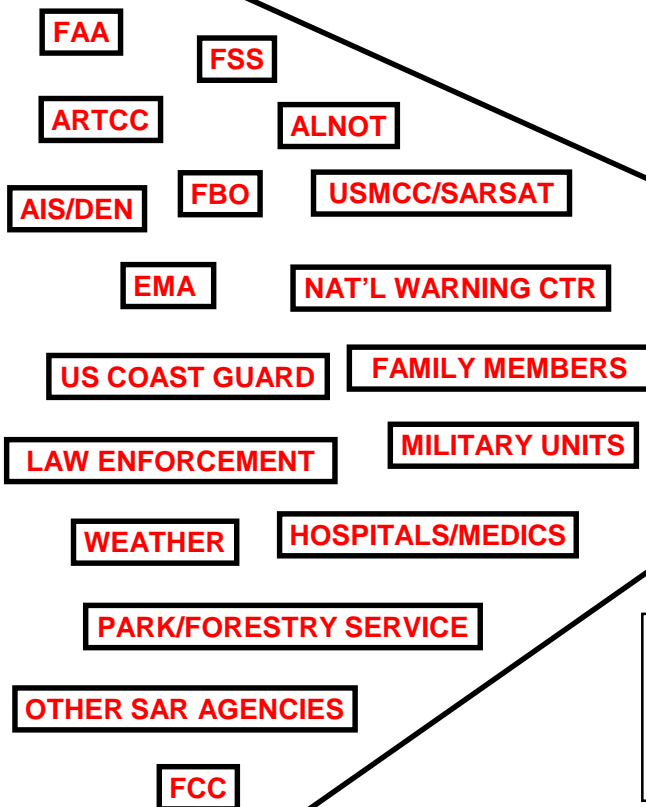 FAA
FSS
ARTCC
ALNOT
AIS/DEN
FBO
USMCC/SARSAT
EMA
NAT’L WARNING CTR
US COAST GUARD
FAMILY MEMBERS
LAW ENFORCEMENT
MILITARY UNITS
WEATHER
HOSPITALS/MEDICS
PARK/FORESTRY SERVICE
OTHER SAR AGENCIES
FCC